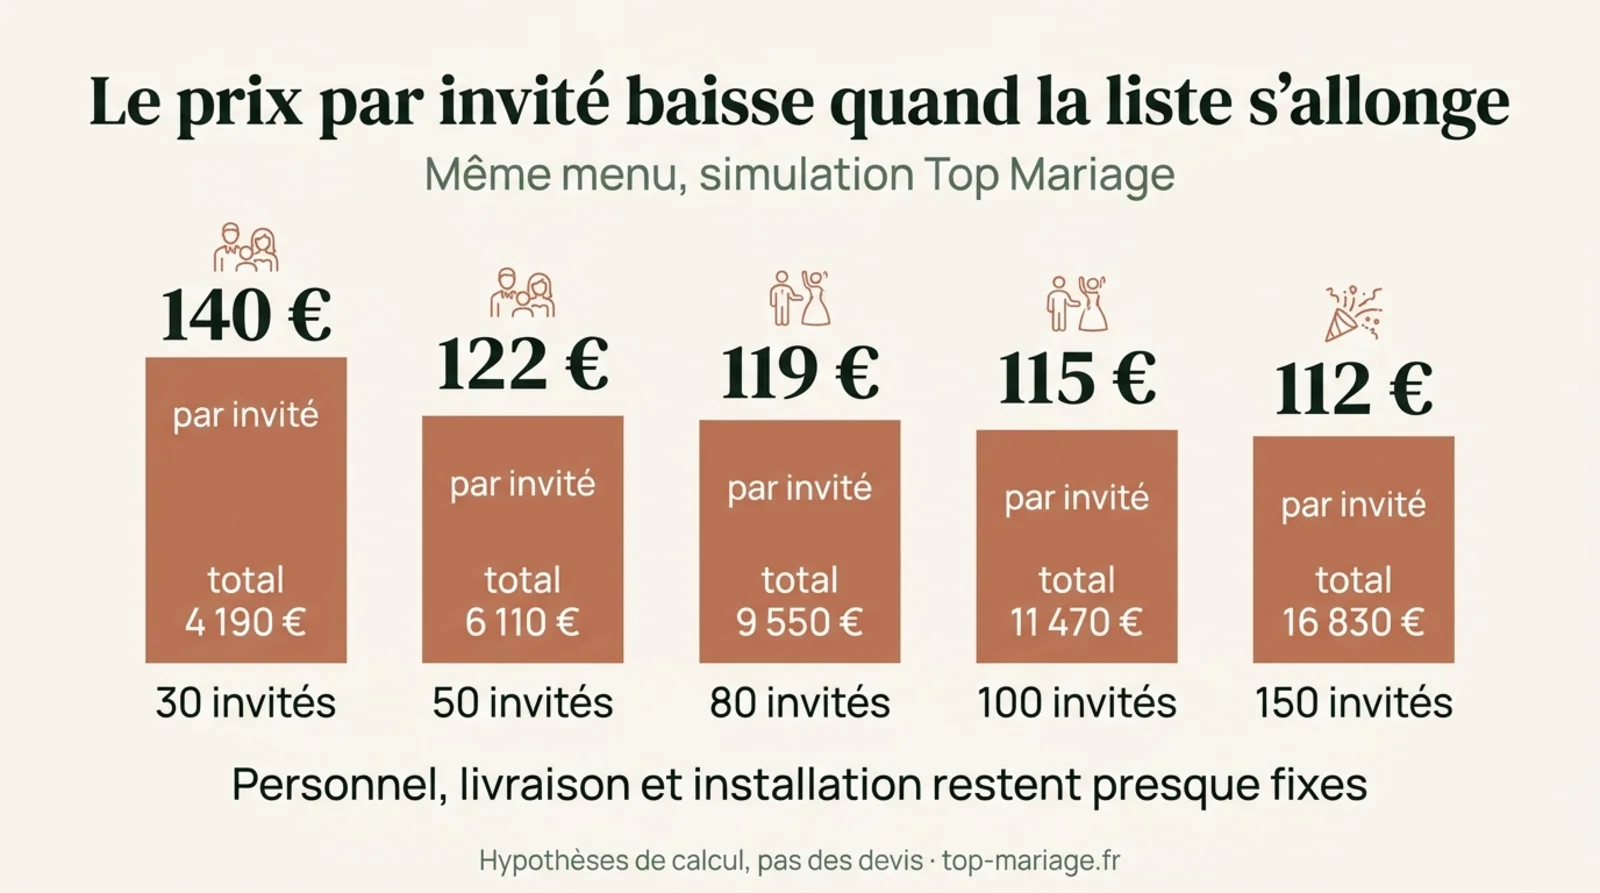 Le prix par invité baisse quand la liste s’allonge
Même menu, simulation Top Mariage
140 €
par invité
total
4 190 €
30 invités
122 €
par invité
total
6 110 €
50 invités
119 €
par invité
total
9 550 €
80 invités
115 €
par invité
total
11 470 €
100 invités
112 €
par invité
total
16 830 €
150 invités
Personnel, livraison et installation restent presque fixes
Hypothèses de calcul, pas des devis · top-mariage.fr